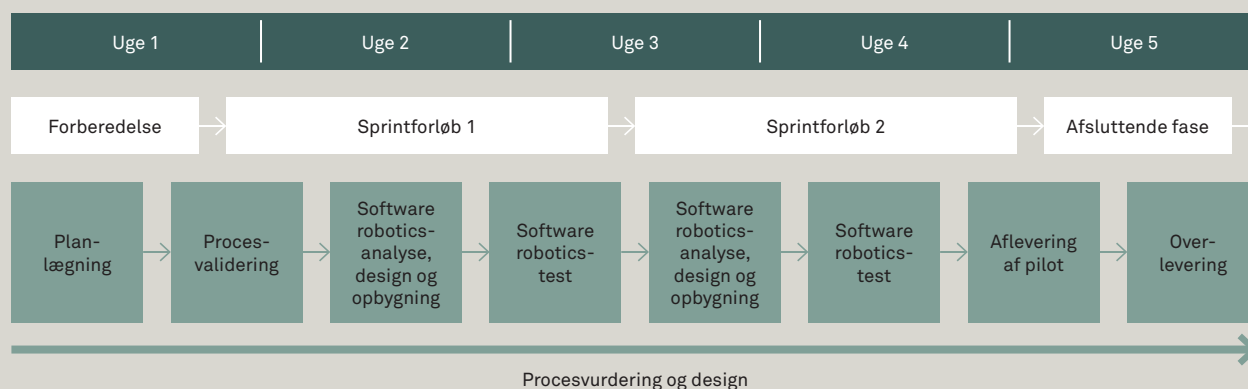 Uge 1
Uge 2
Uge 3
Uge 4
Uge 5
Forberedelse
Sprintforløb 1
Sprintforløb 2
Afsluttende fase
Plan-
lægning
Proces-
validering
Software
robotics-
analyse,
design og
opbygning
Software
robotics-
test
Software
robotics-
analyse,
design og
opbygning
Software
robotics-
test
Aflevering
af pilot
Over-
levering
Procesvurdering og design